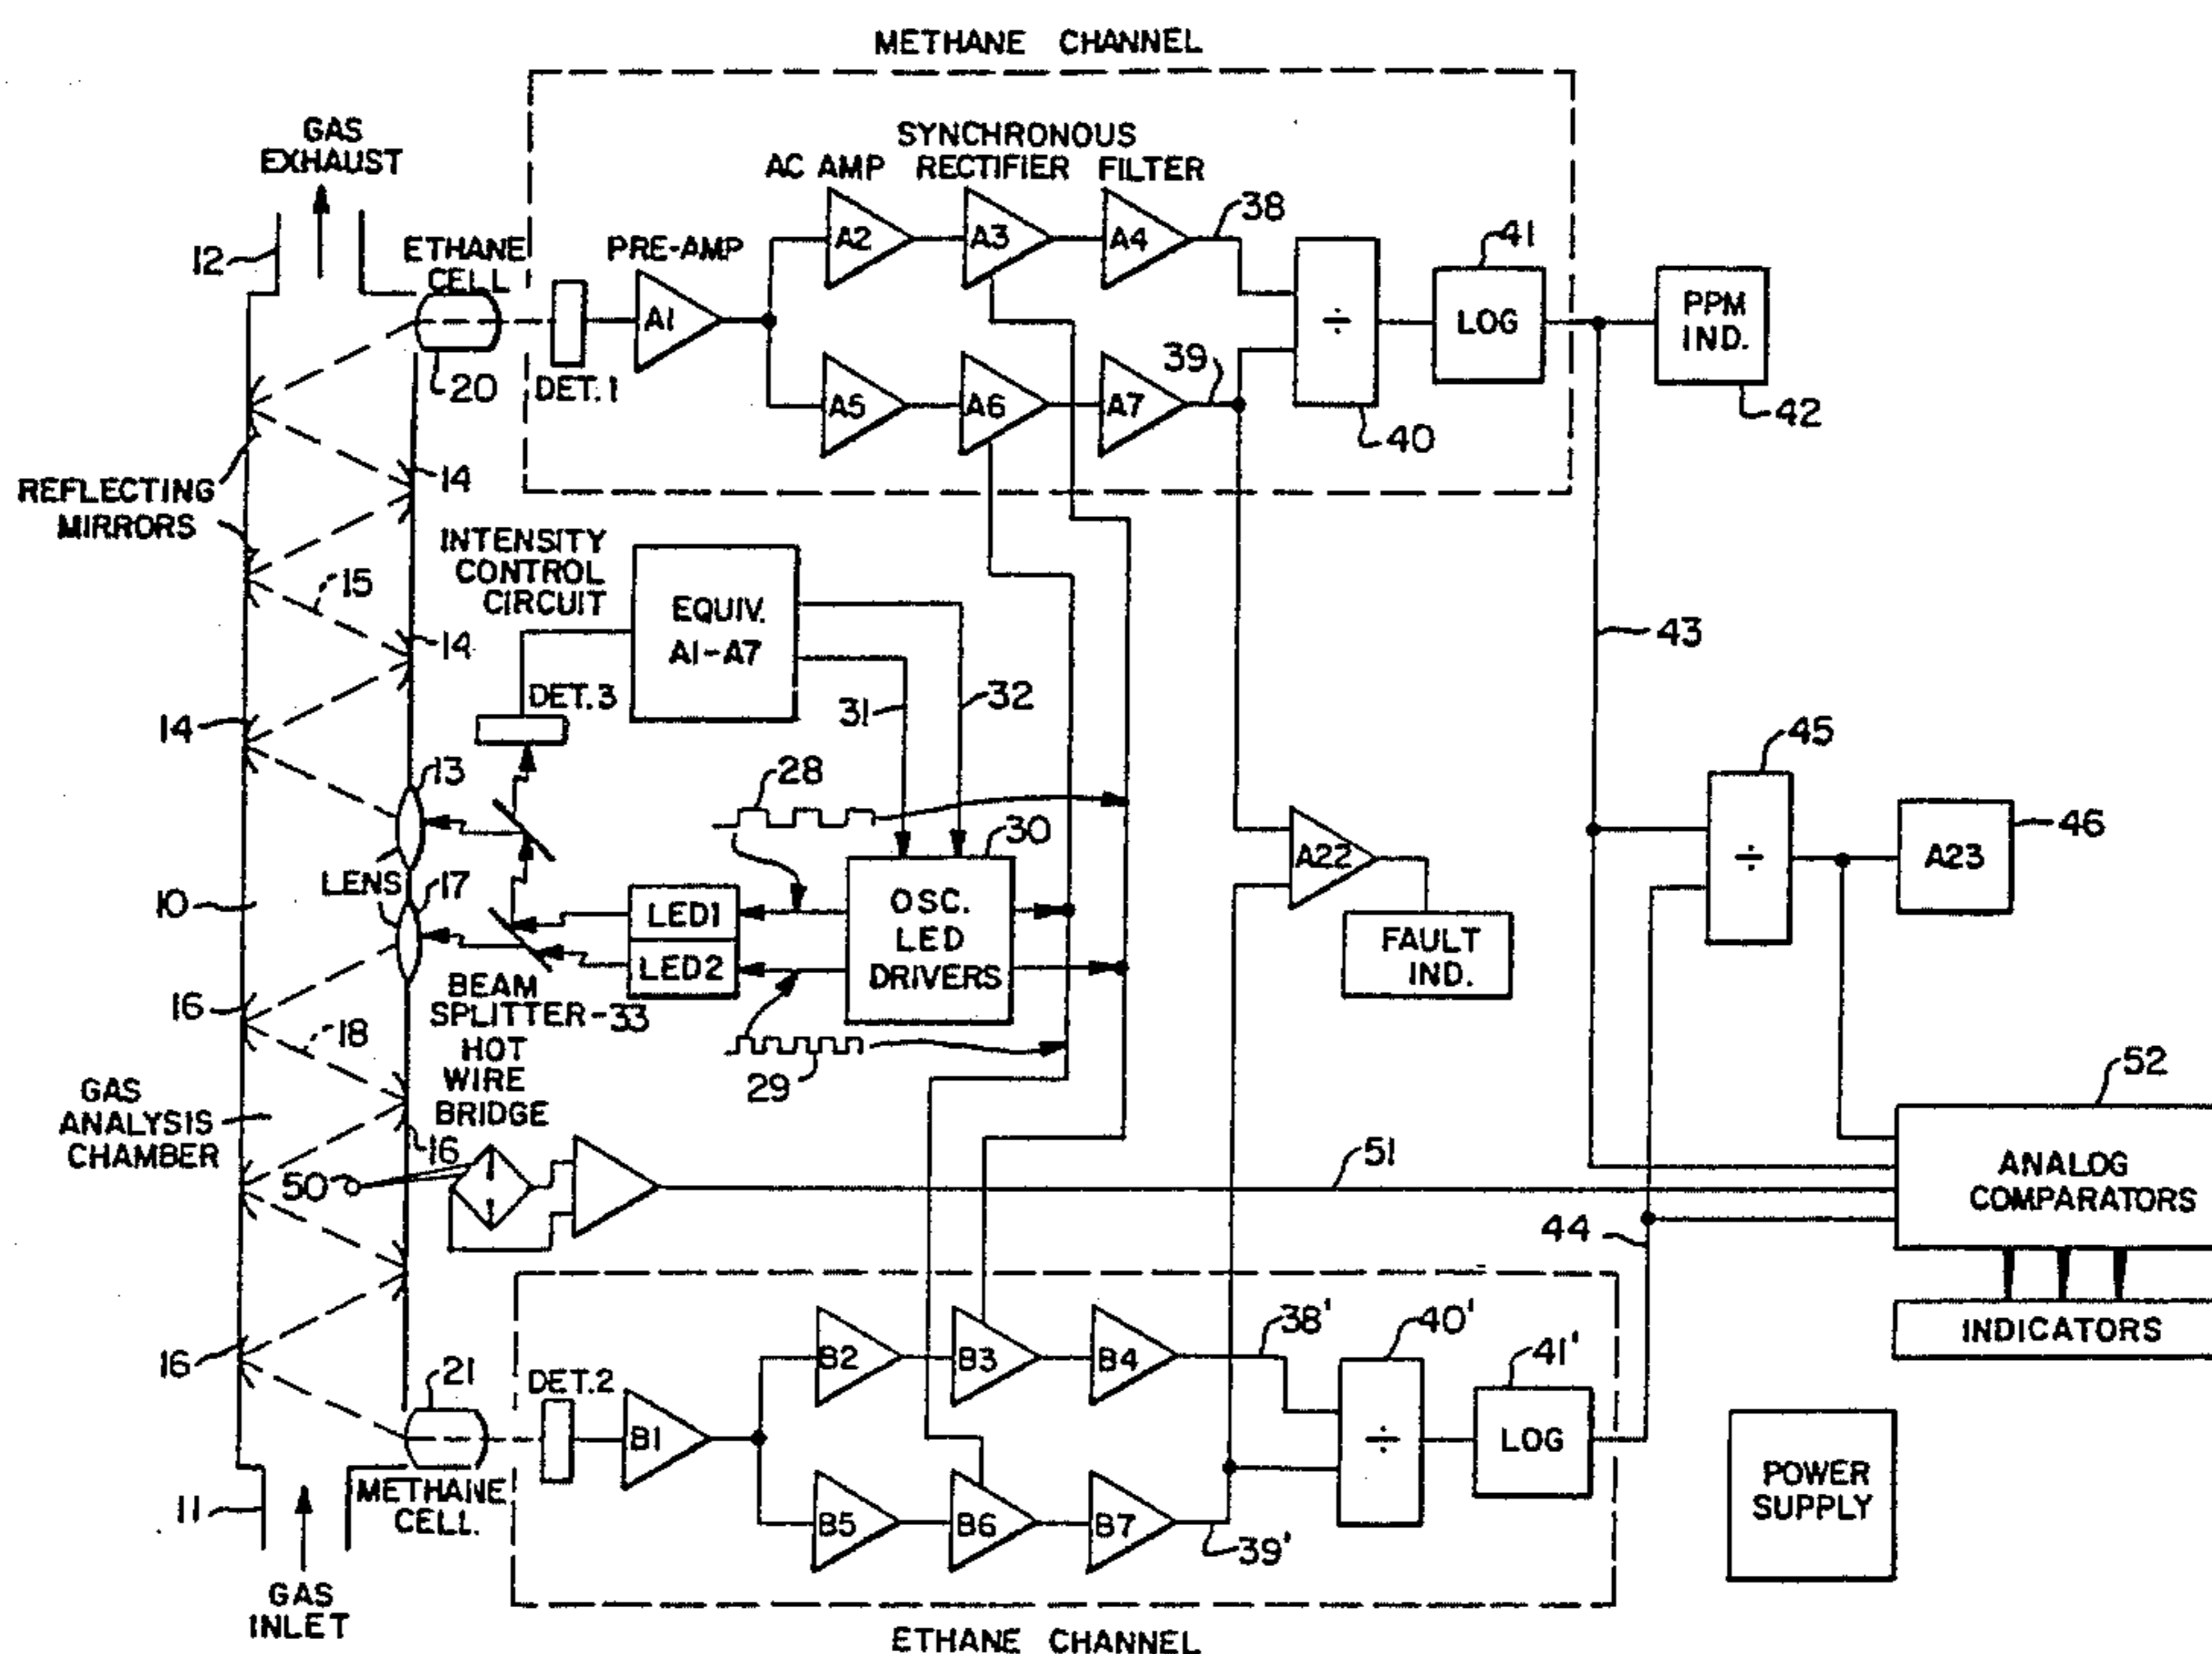 METHANE CHANNEL
GAS
EXHAUST
SYNCHRONOUS
AC AMP RECTIFIER FILTER
12
ETHANE
CELL
PRE-AMP
A1
A2
A3
A4
38
41
÷
LOG
PPM
IND.
42
20
DET. 1
A5
A6
A7
39
40
REFLECTING
MIRRORS
14
15
14
14
INTENSITY
CONTROL
CIRCUIT
EQUIV.
A1-A7
DET. 3
31
32
43
13
28
30
45
LENS
17
10
LED1
LED2
OSC.
LED
DRIVERS
A22
FAULT
IND.
÷
A23
46
BEAM
SPLITTER-33
16
18
29
HOT
WIRE
BRIDGE
GAS
ANALYSIS
CHAMBER
16
50
51
52
ANALOG
COMPARATORS
44
INDICATORS
16
21
DET. 2
B1
B2
B3
B4
38'
40'
41'
÷
LOG
B5
B6
B7
39'
METHANE
CELL.
11
GAS
INLET
POWER
SUPPLY
ETHANE CHANNEL